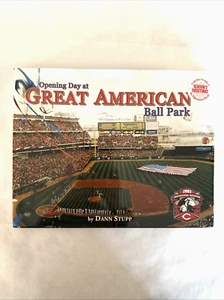 Opening Day at
GREAT AMERICAN
Ball Park
by DANN STUPP